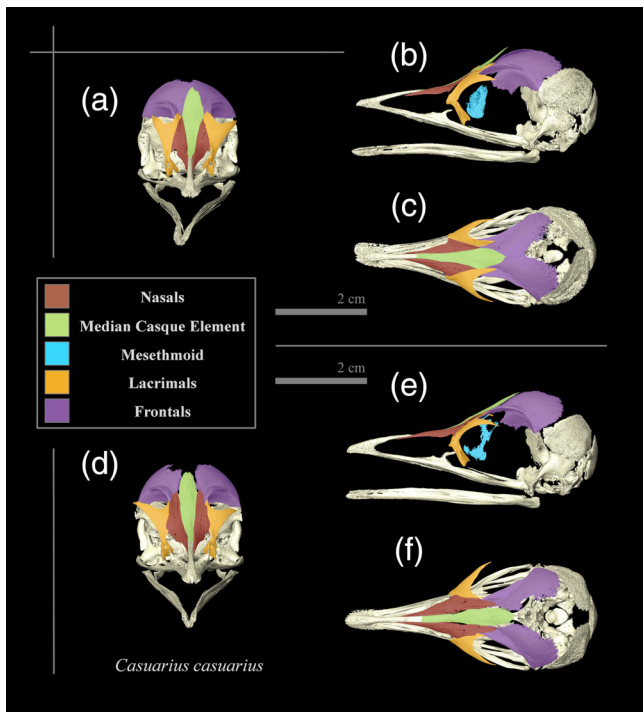 (a)
(b)
(c)
Nasals
Median Casque Element
Mesethmoid
Lacrimals
Frontals
2 cm
2 cm
(d)
(e)
(f)
Casuarius casuarius